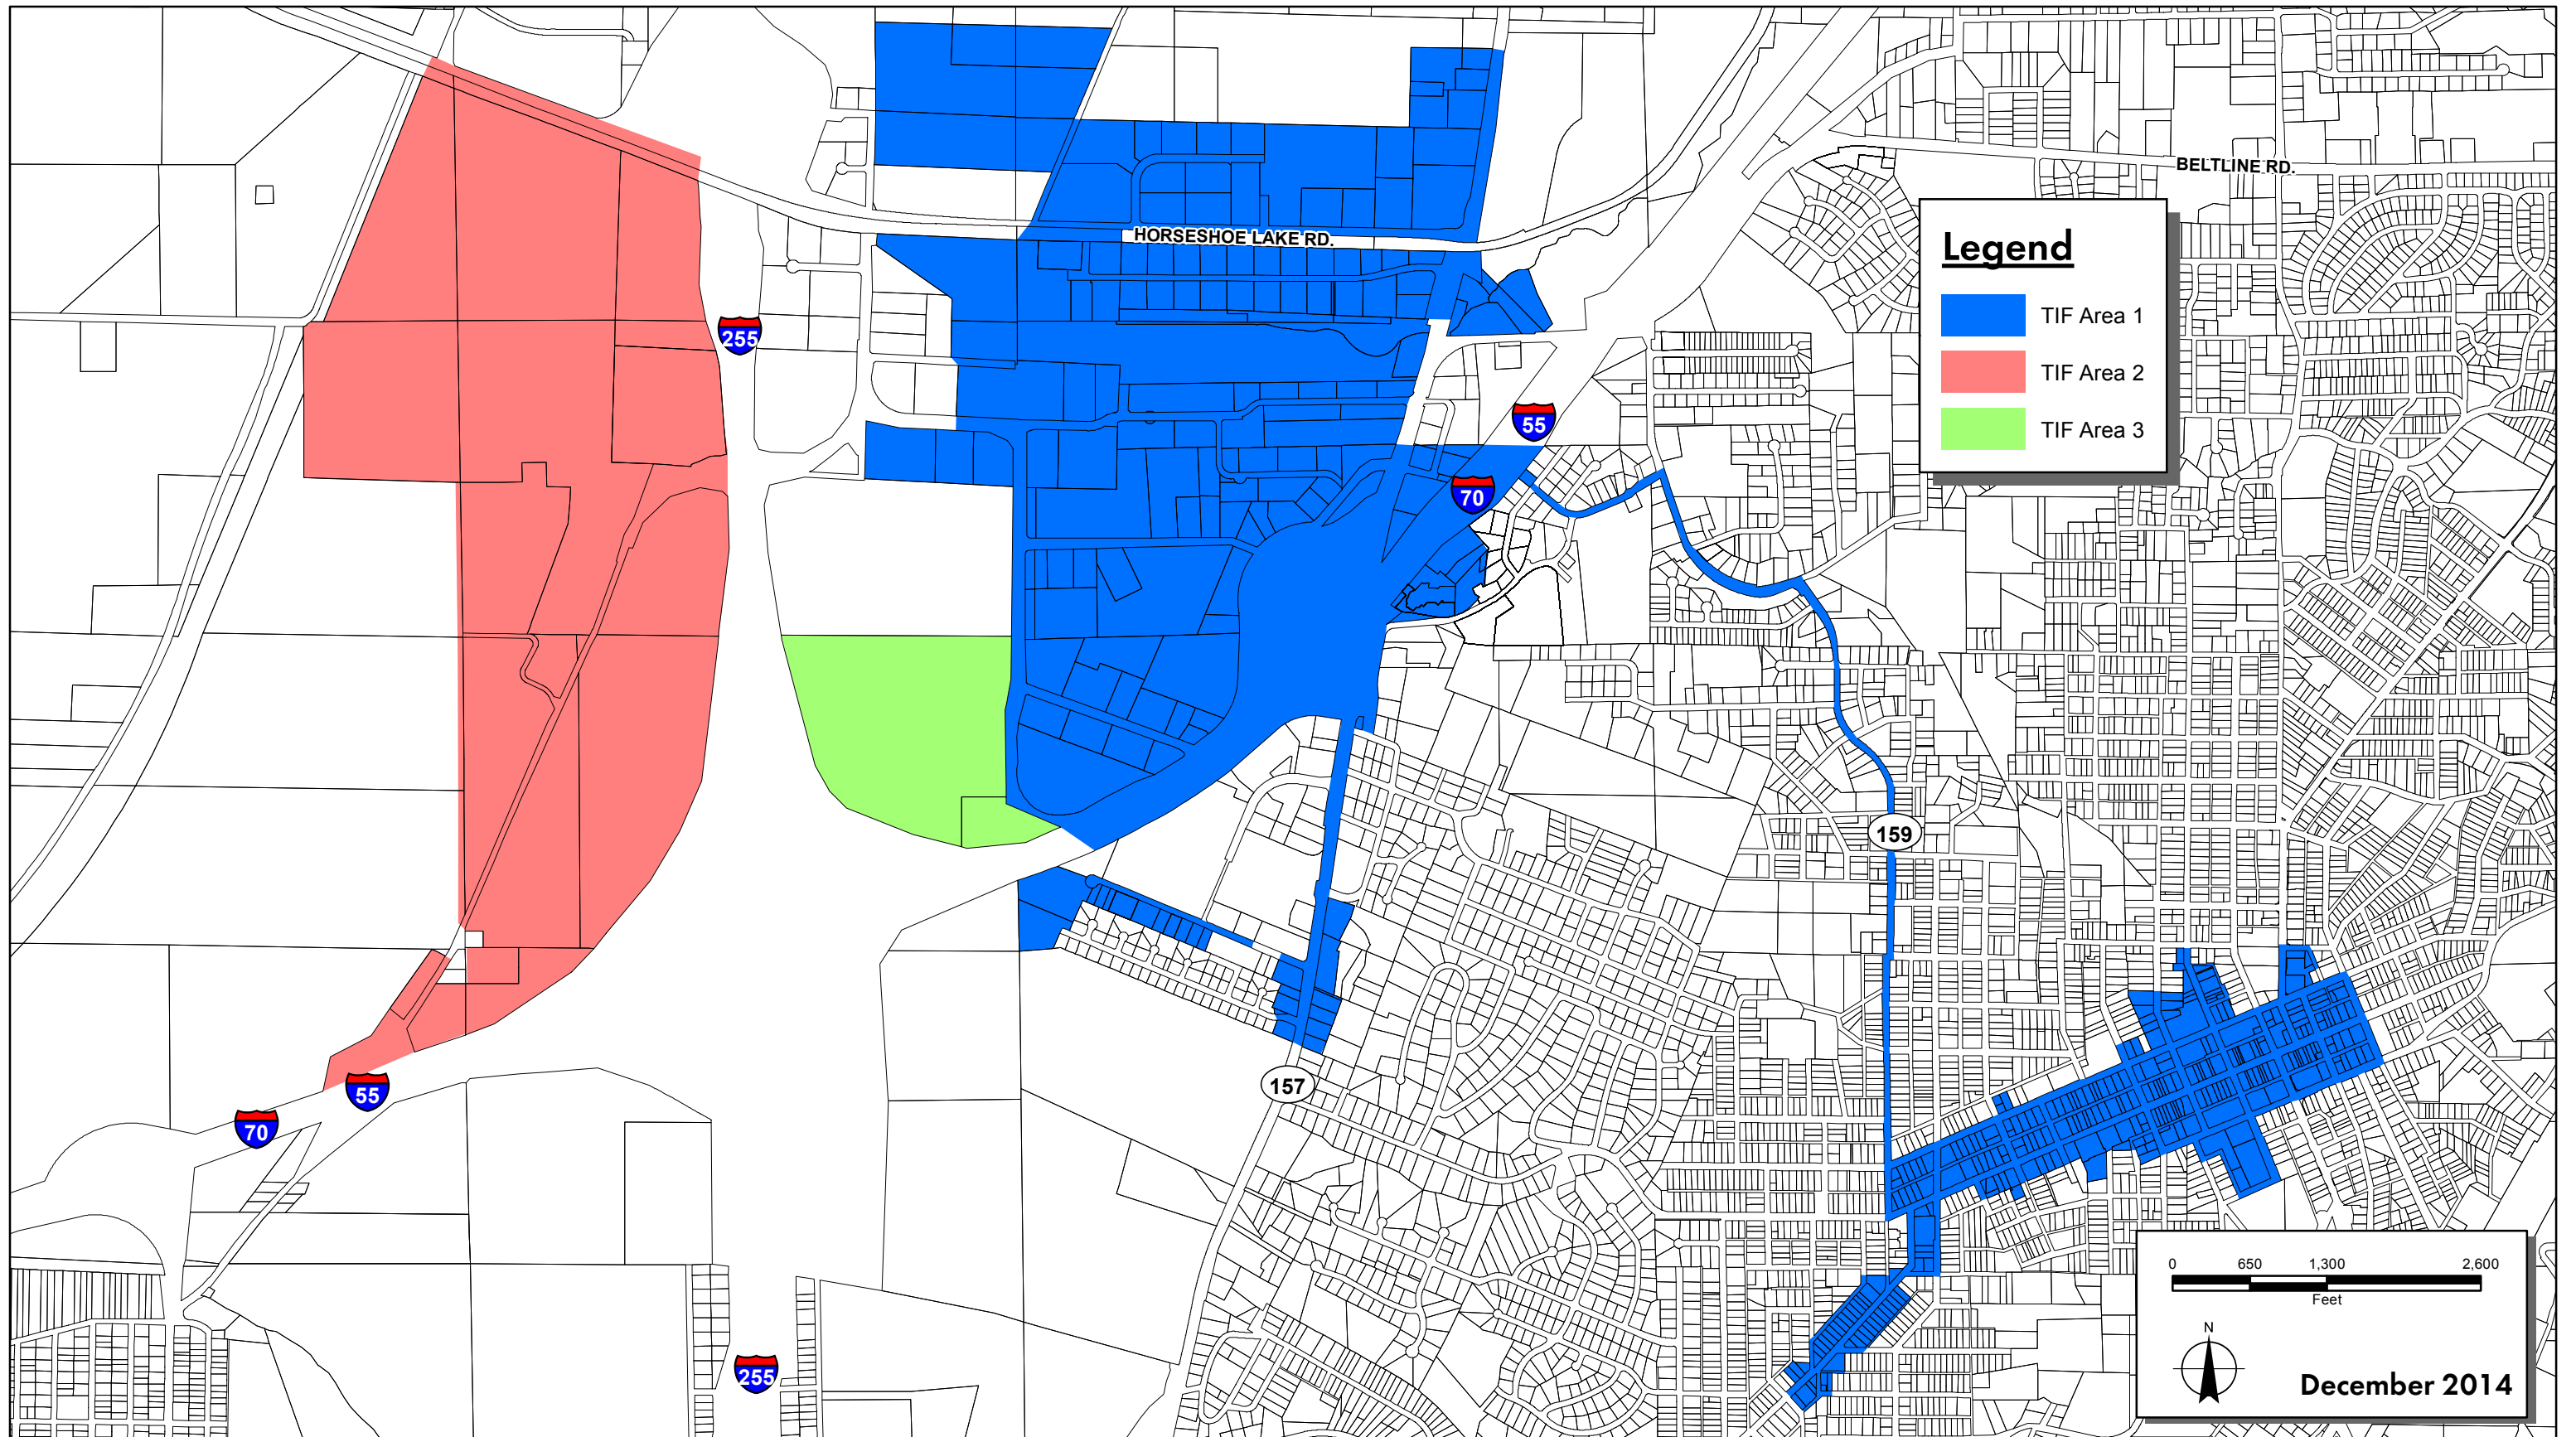 BELTLINE RD.
HORSESHOE LAKE RD.
Legend
TIF Area 1
TIF Area 2
TIF Area 3
255
55
70
159
157
55
70
255
0 650 1,300 2,600
Feet
N
December 2014